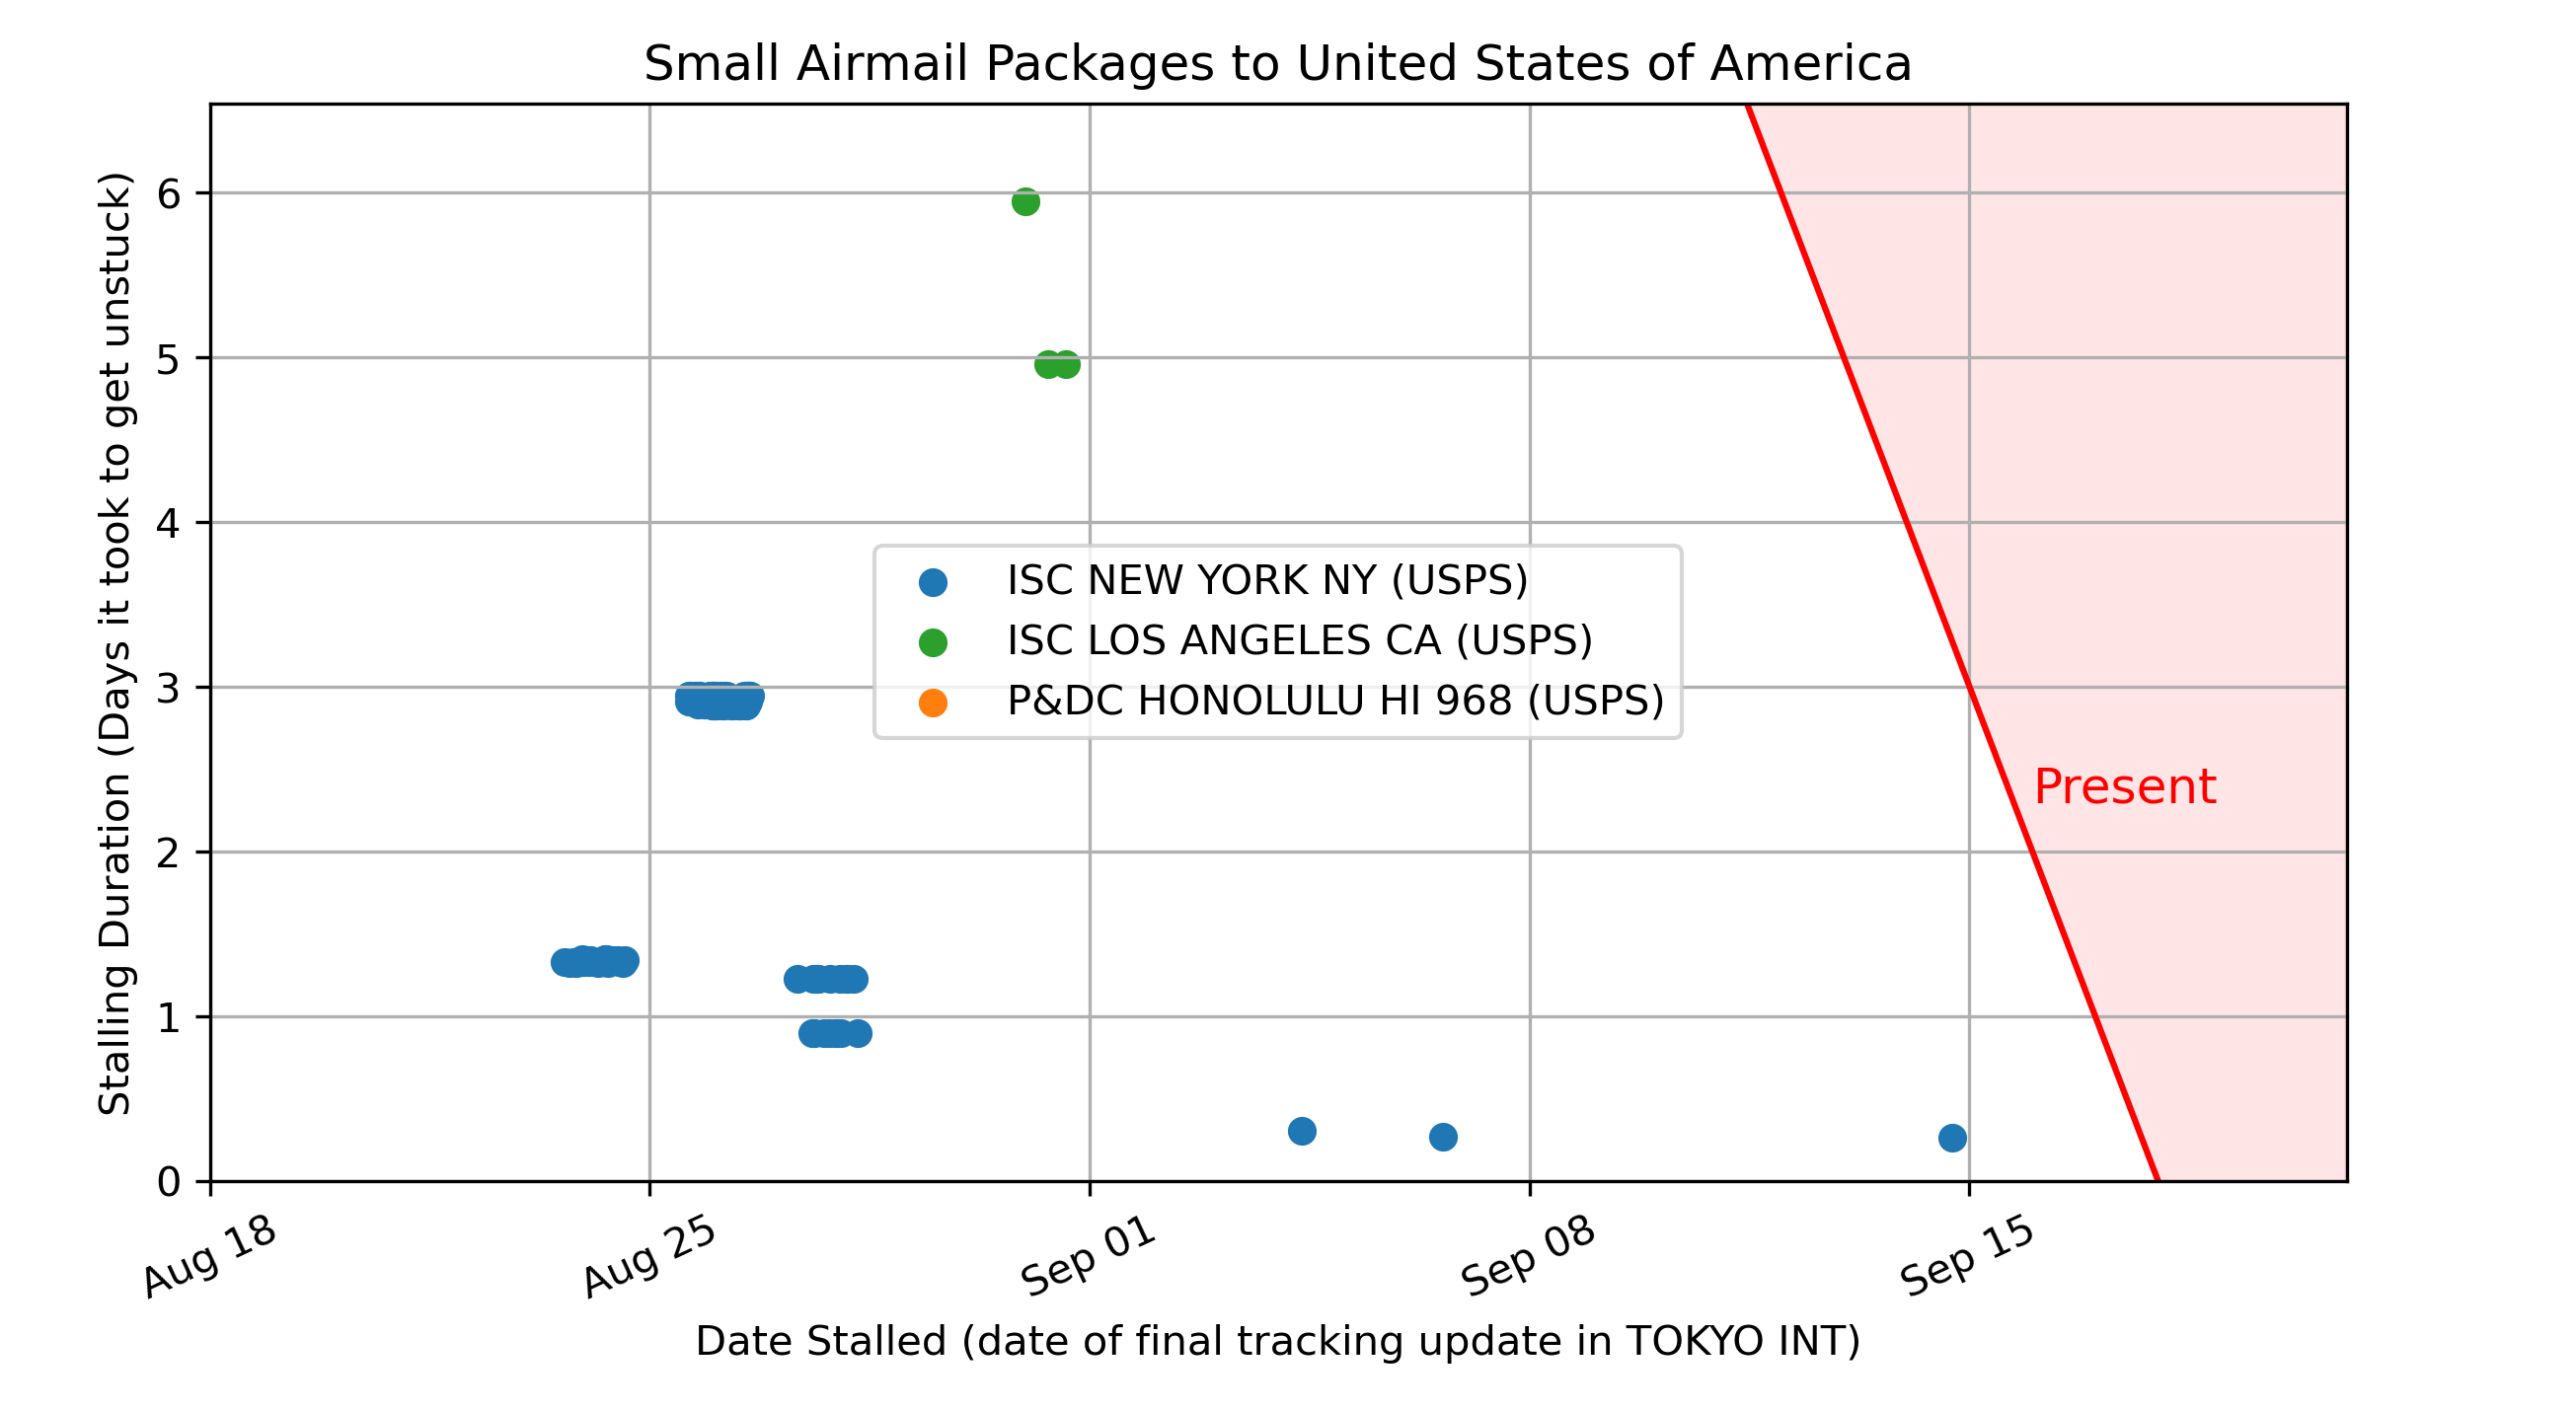 Small Airmail Packages to United States of America
Stalling Duration (Days it took to get unstuck)
6
5
4
3
2
1
0
ISC NEW YORK NY (USPS)
ISC LOS ANGELES CA (USPS)
P&DC HONOLULU HI 968 (USPS)
Present
Aug 18
Aug 25
Sep 01
Sep 08
Sep 15
Date Stalled (date of final tracking update in TOKYO INT)